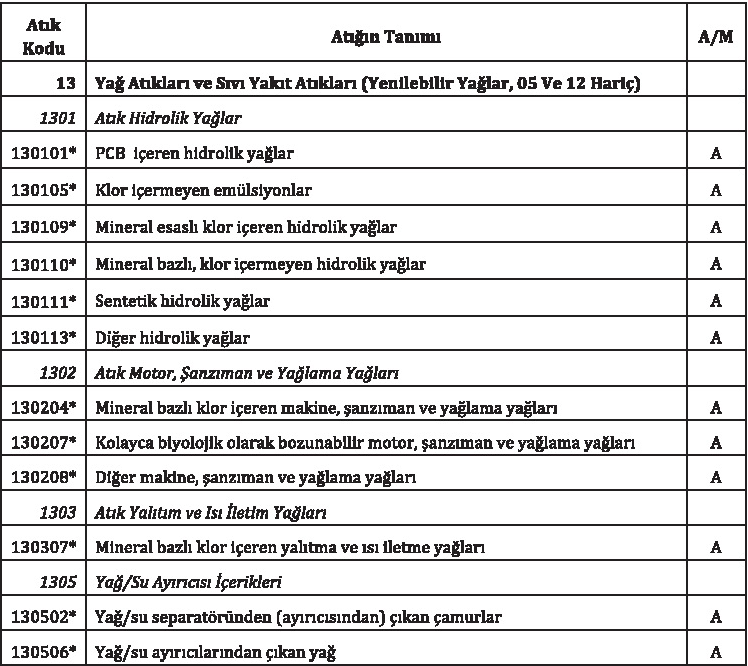 Atık Kodu Atığın Tanımı A/M
13 Yağ Atıkları ve Sıvı Yakıt Atıkları (Yenilebilir Yağlar, 05 Ve 12 Hariç)
1301 Atık Hidrolik Yağlar
130101* PCB içeren hidrolik yağlar A
130105* Klor içermeyen emülsiyonlar A
130109* Mineral esaslı klor içeren hidrolik yağlar A
130110* Mineral bazlı, klor içermeyen hidrolik yağlar A
130111* Sentetik hidrolik yağlar A
130113* Diğer hidrolik yağlar A
1302 Atık Motor, Şanzıman ve Yağlama Yağları
130204* Mineral bazlı klor içeren makine, şanzıman ve yağlama yağları A
130207* Kolayca biyolojik olarak bozunabilir motor, şanzıman ve yağlama yağları A
130208* Diğer makine, şanzıman ve yağlama yağları A
1303 Atık Yalıtım ve Isı İletim Yağları
130307* Mineral bazlı klor içeren yalıtma ve ısı iletme yağları A
1305 Yağ/Su Ayırıcısı İçerikleri
130502* Yağ/su separatöründen (ayırıcısından) çıkan çamurlar A
130506* Yağ/su ayırıcılarından çıkan yağ A